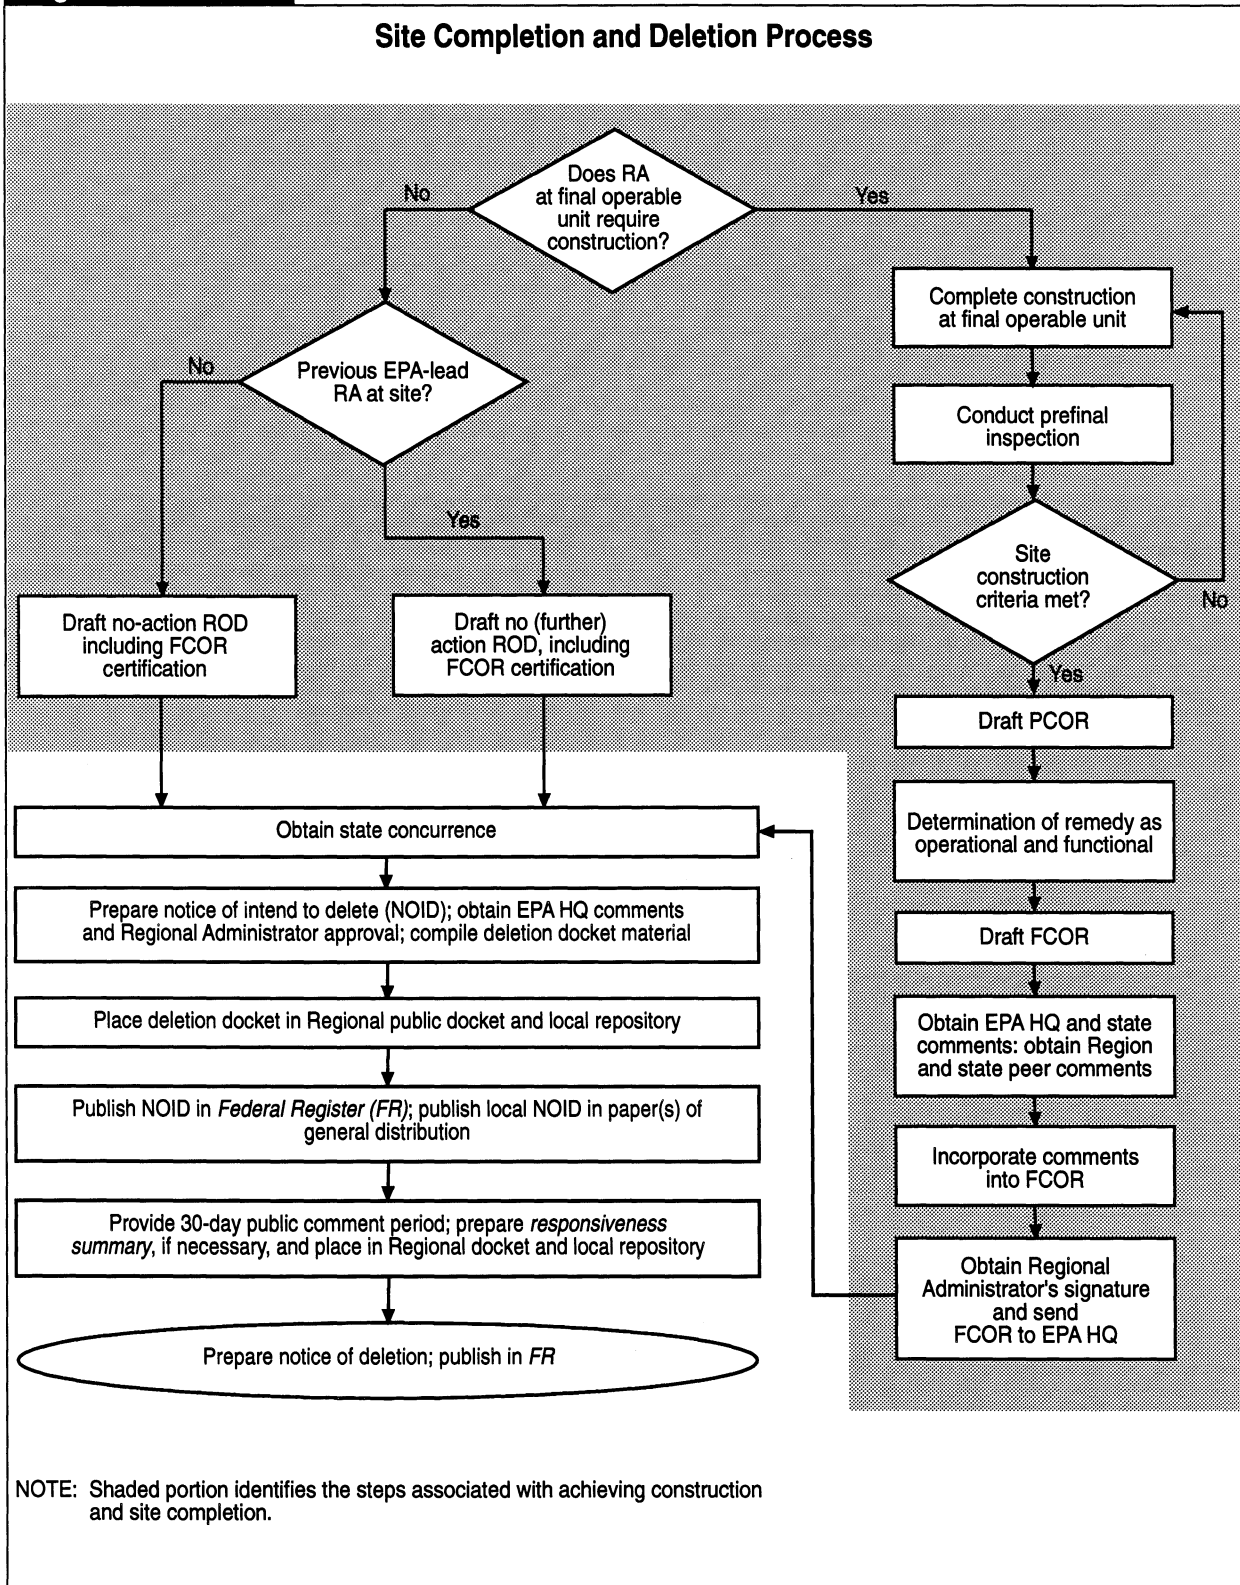 Site Completion and Deletion Process
Does RA
at final operable
unit require
construction?
No
Yes
Complete construction
at final operable unit
Previous EPA-lead
RA at site?
No
Yes
Conduct prefinal
inspection
Site
construction
criteria met?
No
Yes
Draft no-action ROD
including FCOR
certification
Draft no (further)
action ROD, including
FCOR certification
Draft PCOR
Determination of remedy as
operational and functional
Draft FCOR
Obtain EPA HQ and state
comments: obtain Region
and state peer comments
Incorporate comments
into FCOR
Obtain Regional
Administrator's signature
and send
FCOR to EPA HQ
Obtain state concurrence
Prepare notice of intend to delete (NOID); obtain EPA HQ comments
and Regional Administrator approval; compile deletion docket material
Place deletion docket in Regional public docket and local repository
Publish NOID in Federal Register (FR); publish local NOID in paper(s) of
general distribution
Provide 30-day public comment period; prepare responsiveness
summary, if necessary, and place in Regional docket and local repository
Prepare notice of deletion; publish in FR
NOTE: Shaded portion identifies the steps associated with achieving construction
and site completion.